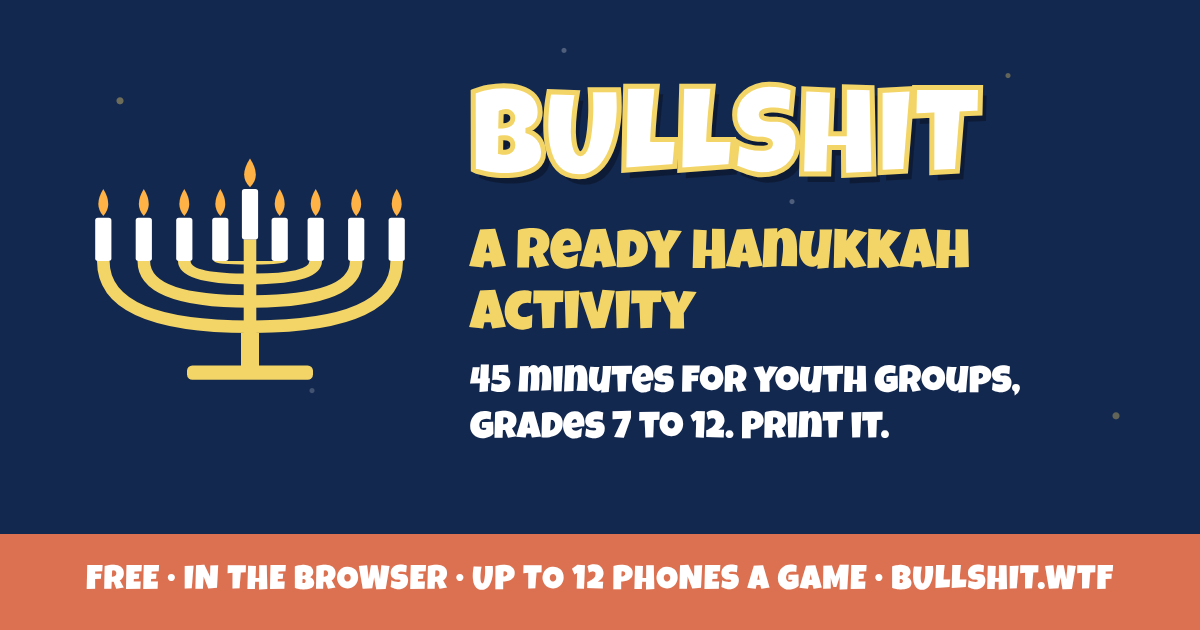 BULLSHIT
A READY HANUKKAH
ACTIVITY
45 MINUTES FOR YOUTH GROUPS,
GRADES 7 TO 12. PRINT IT.
FREE • IN THE BROWSER • UP TO 12 PHONES A GAME • BULLSHIT.WTF